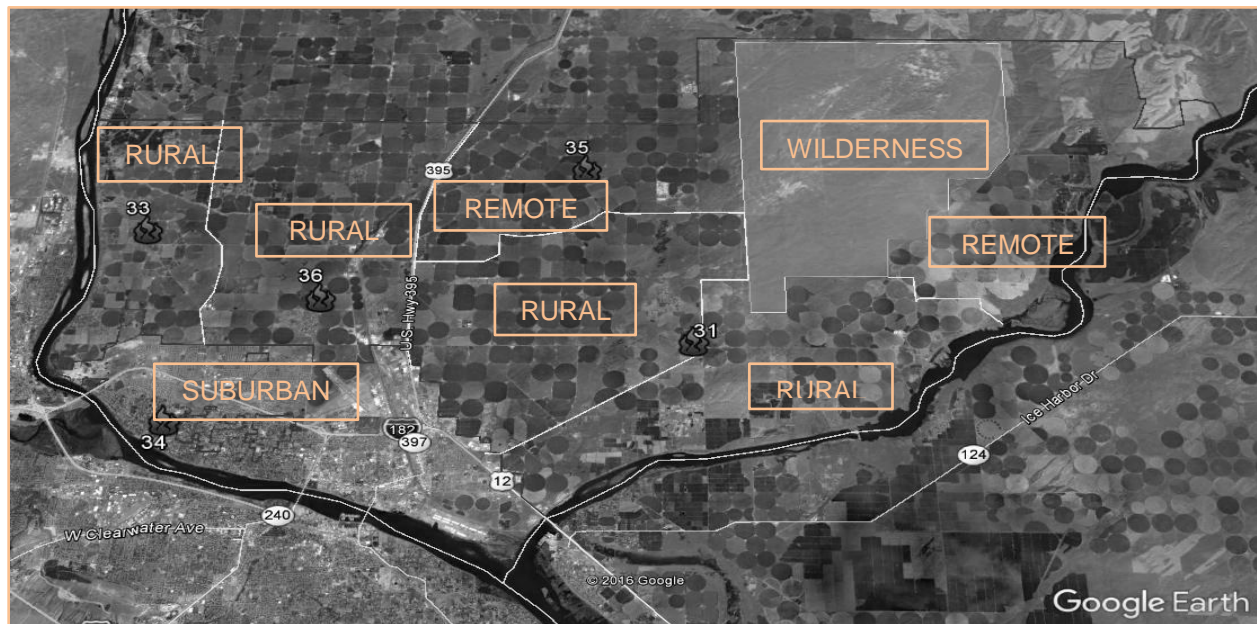 RURAL
35
WILDERNESS
395
33
REMOTE
RURAL
REMOTE
36
U.S. Hwy 395
RURAL
31
SUBURBAN
RURAL
Ice Harbor Dr
34
182
397
124
12
240
W Clearwater Ave
© 2016 Google
Google Earth